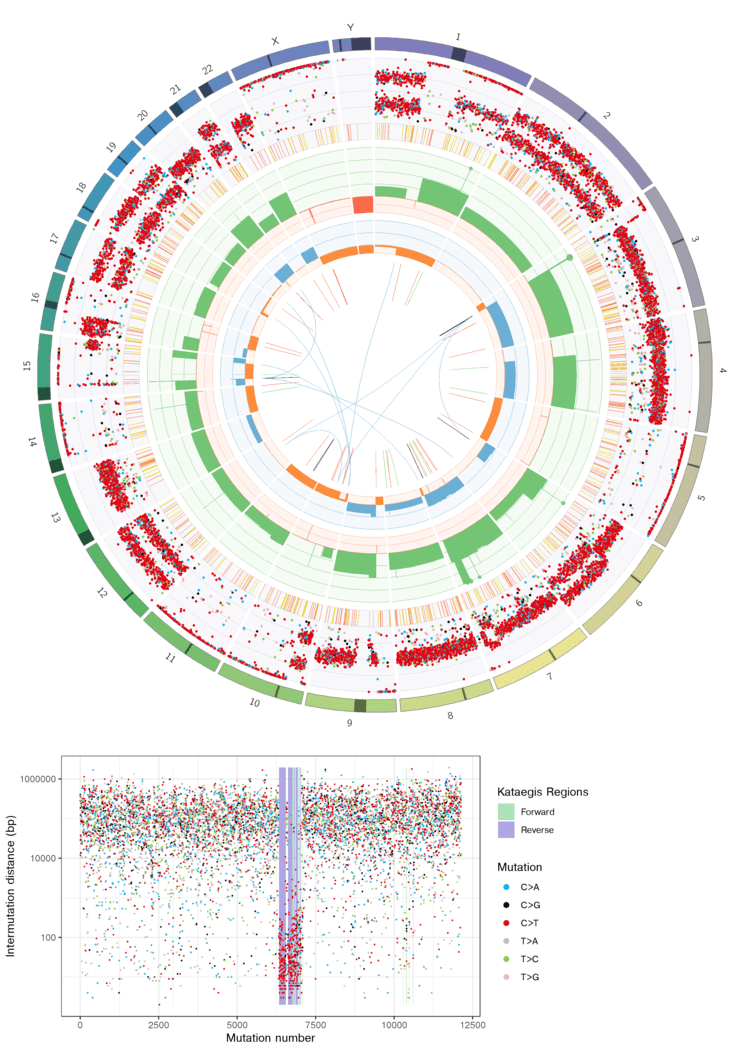 1
2
3
4
5
6
7
8
9
10
11
12
13
14
15
16
17
18
19
20
21
22
X
Y
1000000
10000
100
Intermutation distance (bp)
0
2500
5000
7500
10000
12500
Mutation number
Kataegis Regions
Forward
Reverse
Mutation
C>A
C>G
C>T
T>A
T>C
T>G